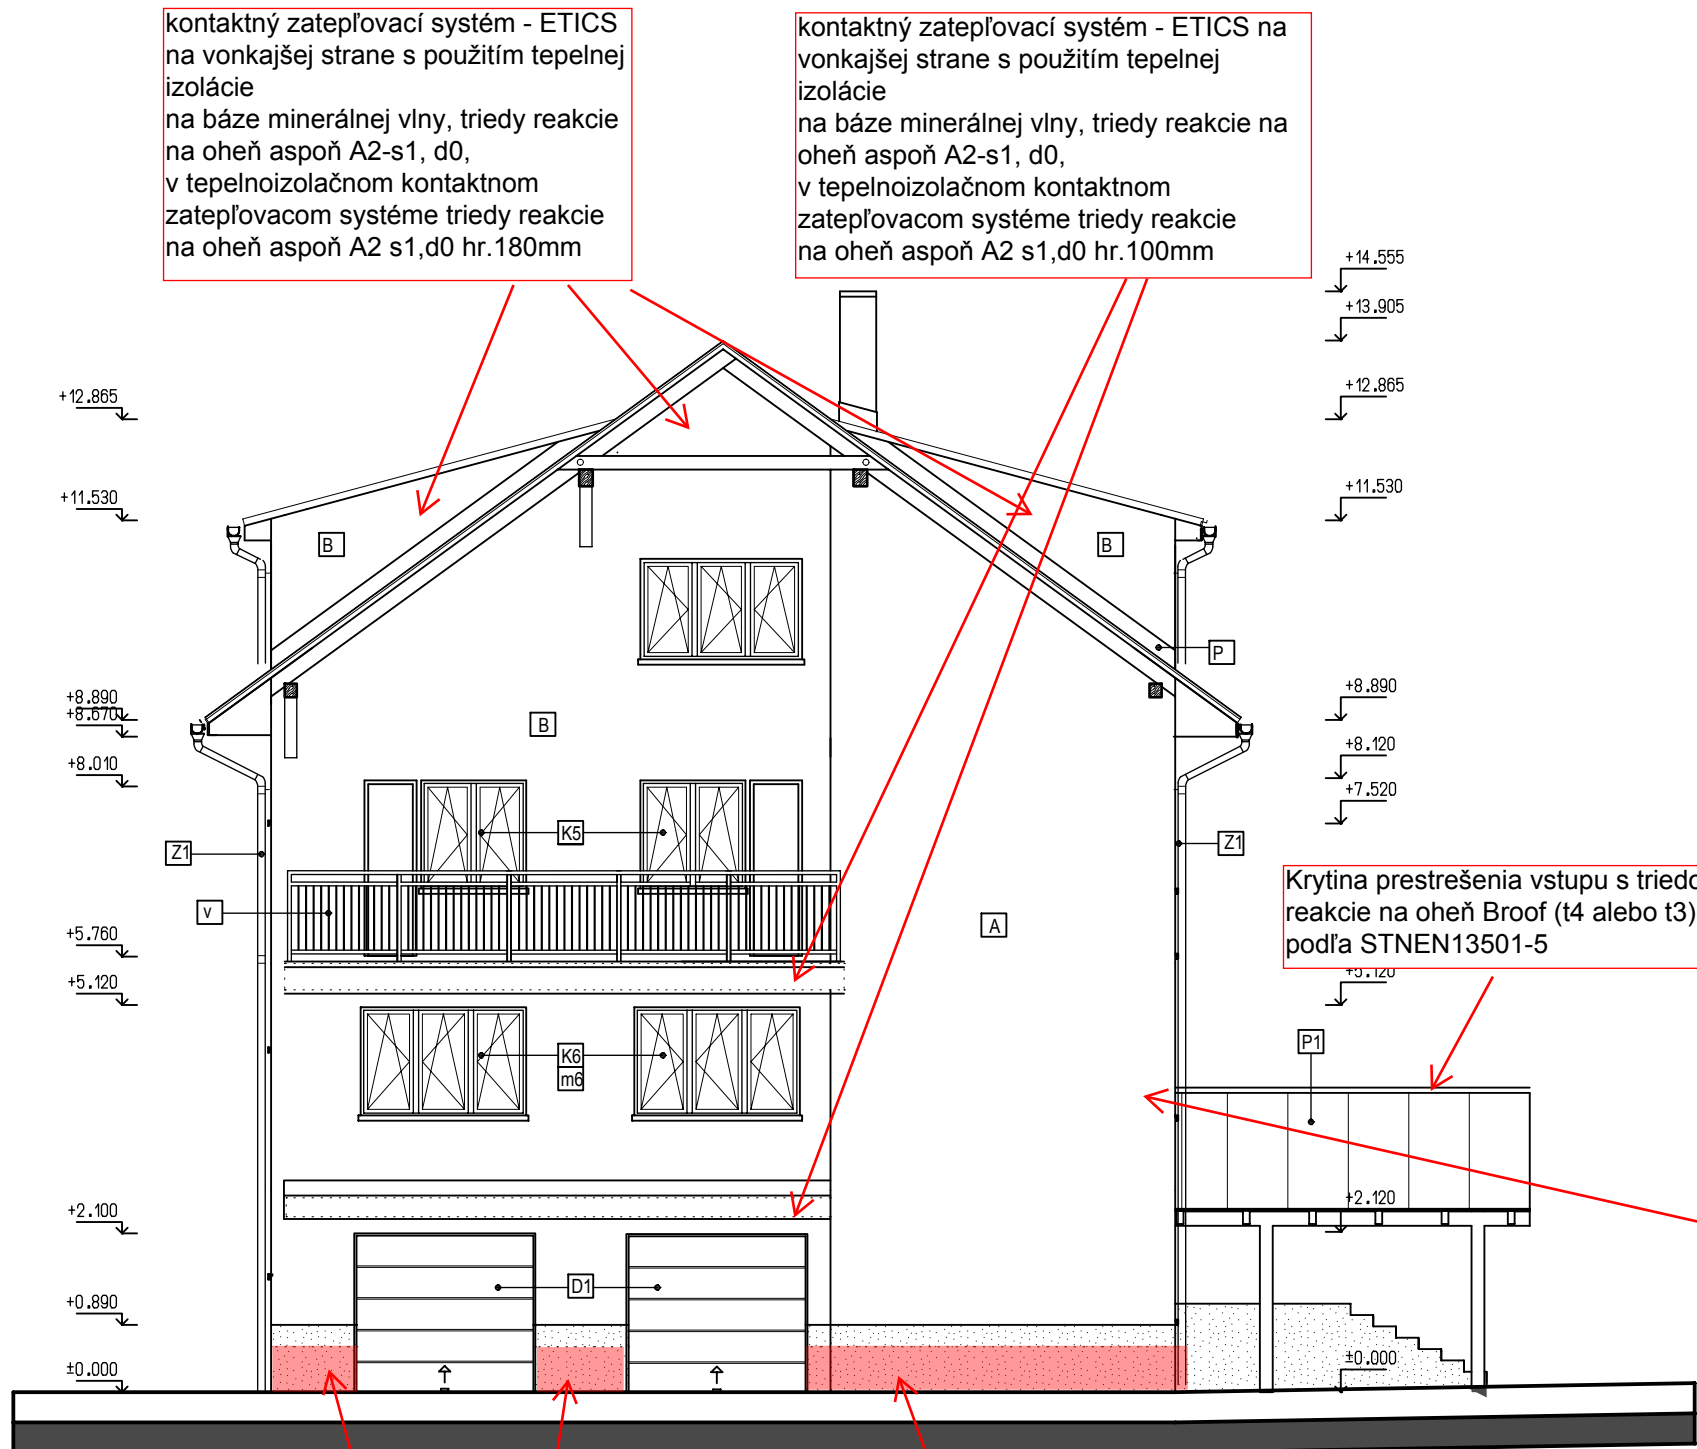 kontaktný zatepľovací systém - ETICS
na vonkajšej strane s použitím tepelnej
izolácie
na báze minerálnej vlny, triedy reakcie
na oheň aspoň A2-s1, d0,
v tepelnoizolačnom kontaktnom
zatepľovacom systéme triedy reakcie
na oheň aspoň A2 s1,d0 hr.180mm
kontaktný zatepľovací systém - ETICS na
vonkajšej strane s použitím tepelnej
izolácie
na báze minerálnej vlny, triedy reakcie na
oheň aspoň A2-s1, d0,
v tepelnoizolačnom kontaktnom
zatepľovacom systéme triedy reakcie
na oheň aspoň A2 s1,d0 hr.100mm
+14.555
+13.905
+12.865
+12.865
+11.530
+11.530
B
B
P
+8.890
+8.670
+8.890
B
+8.120
+8.010
+7.520
K5
Z1
Z1
Krytina prestrešenia vstupu s triedo
reakcie na oheň Broof (t4 alebo t3)
podľa STNEN13501-5
v
A
+5.760
+5.120
+5.120
P1
K6
m6
+2.100
+2.120
D1
+0.890
±0.000
±0.000